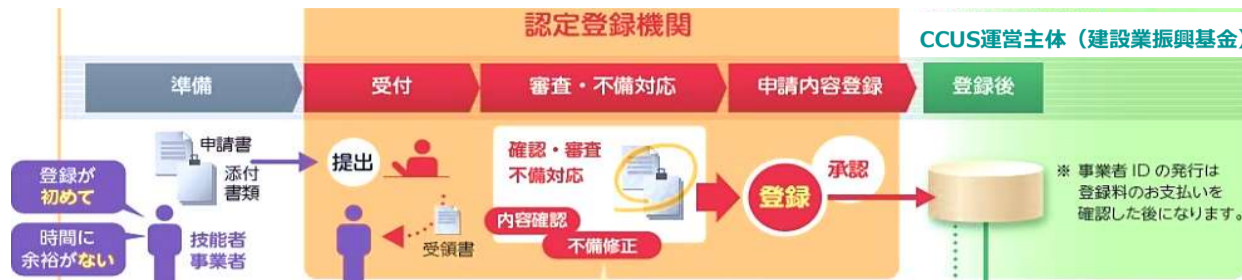 認定登録機関
CCUS運営主体（建設業振興基金）
準備
受付
審査・不備対応
申請内容登録
登録後
申請書
添付
書類
登録が
初めて
時間に
余裕がない
技能者
事業者
提出
受領書
確認・審査
不備対応
内容確認
不備修正
登録
承認
※ 事業者 ID の発行は
登録料のお支払いを
確認した後になります。